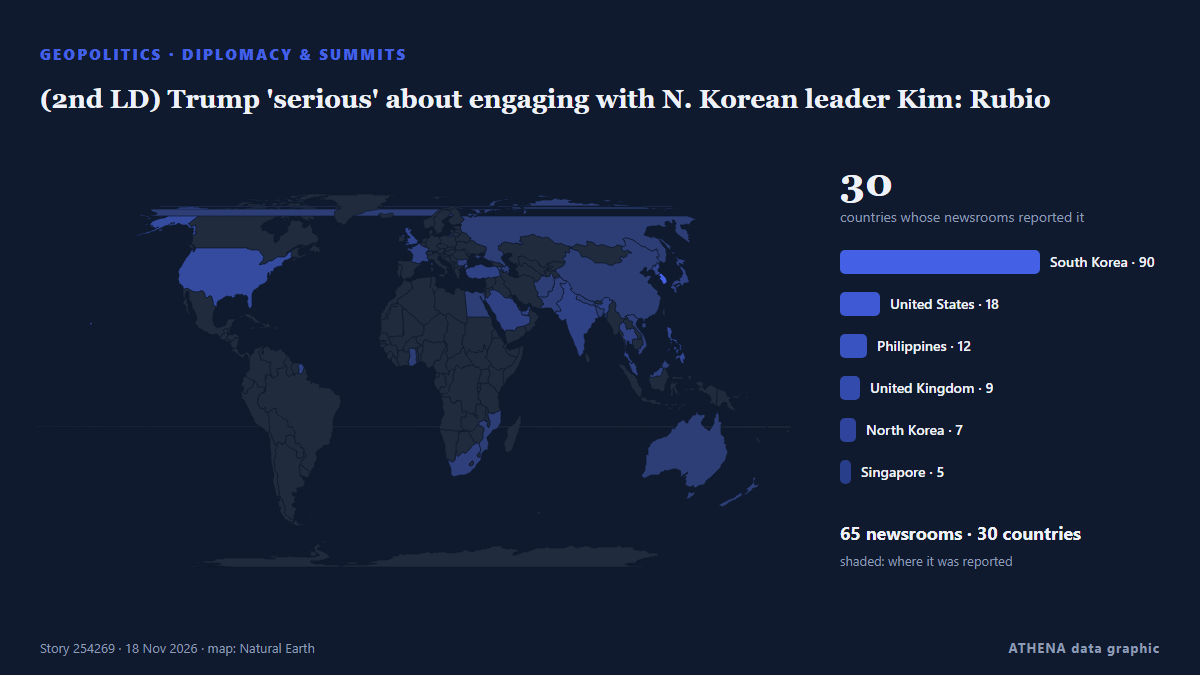 GEOPOLITICS · DIPLOMACY & SUMMITS
(2nd LD) Trump 'serious' about engaging with N. Korean leader Kim: Rubio
30
countries whose newsrooms reported it
South Korea · 90
United States · 18
Philippines · 12
United Kingdom · 9
North Korea · 7
Singapore · 5
65 newsrooms · 30 countries
shaded: where it was reported
Story 254269 · 18 Nov 2026 · map: Natural Earth
ATHENA data graphic